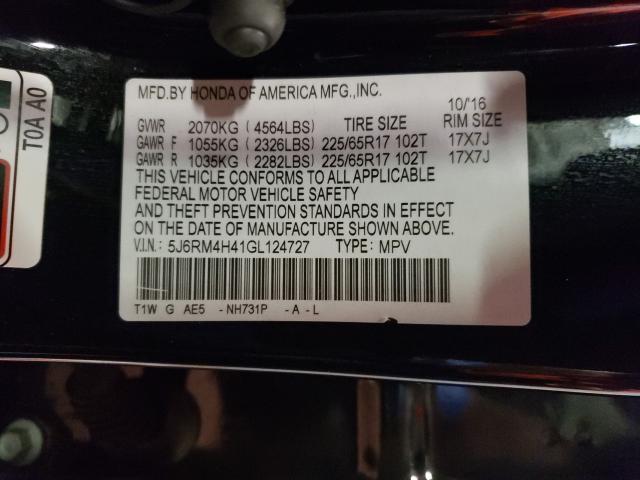 MFD.BY HONDA OF AMERICA MFG.,INC.
10/'16
GVWR 2070KG ( 4564LBS) TIRE SIZE RIM SIZE
GAWR F 1055KG ( 2326LBS) 225/65R17 102T 17X7J
GAWR R 1035KG ( 2282LBS) 225/65R17 102T 17X7J
THIS VEHICLE CONFORMS TO ALL APPLICABLE
FEDERAL MOTOR VEHICLE SAFETY
AND THEFT PREVENTION STANDARDS IN EFFECT
ON THE DATE OF MANUFACTURE SHOWN ABOVE.
V.I.N.: 5J6RM4H41GL124727 TYPE: MPV
T1W G AE5 -NH731P -A-L
T0A A0